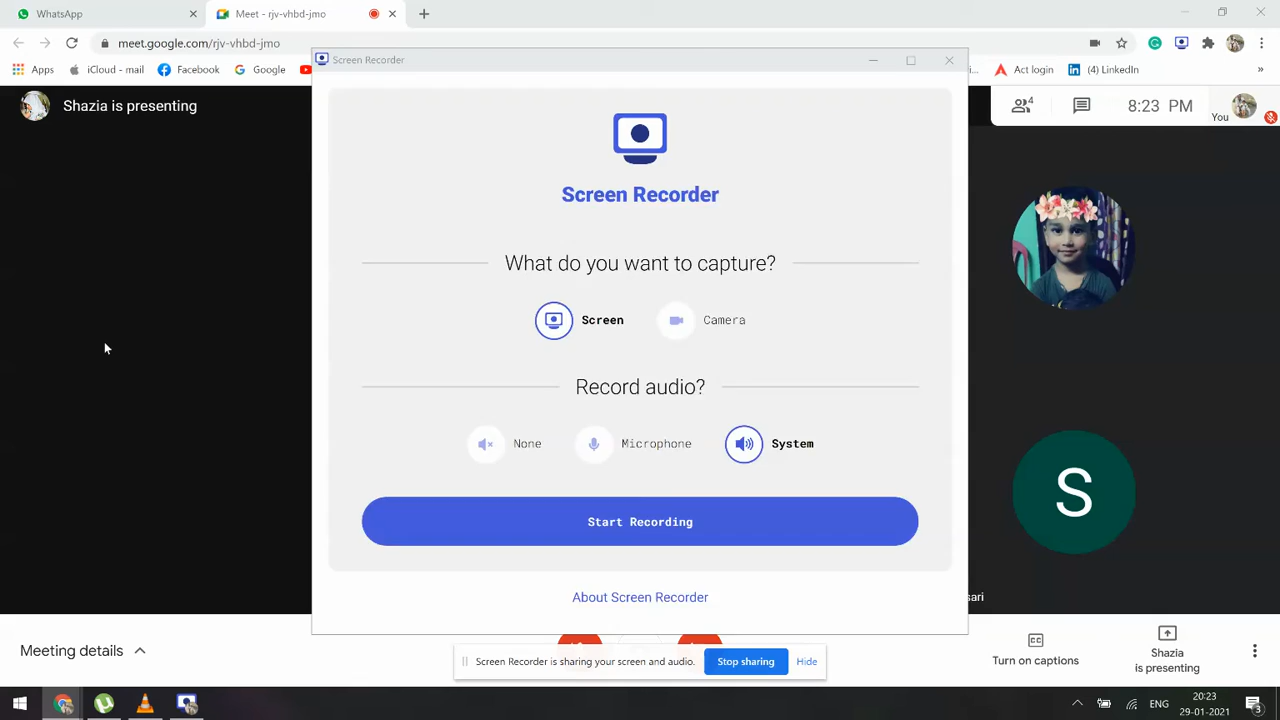 WhatsApp
Meet - rjv-vhbd-jmo
meet.google.com/rjv-vhbd-jmo
Apps
iCloud - mail
Facebook
Google
Act login
(4) LinkedIn
Screen Recorder
Shazia is presenting
4
8:23 PM
You
Screen Recorder
What do you want to capture?
Screen
Camera
Record audio?
None
Microphone
System
Start Recording
About Screen Recorder
S
sari
Meeting details
Screen Recorder is sharing your screen and audio.
Stop sharing
Hide
Turn on captions
Shazia
is presenting
ENG
20:23
29-01-2021
3